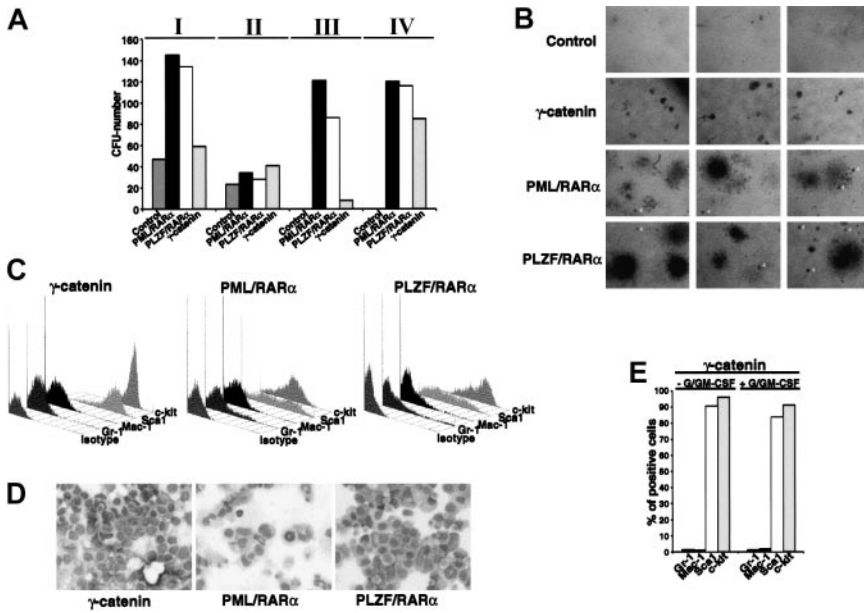 A
I II III IV
CFU-number
160
140
120
100
80
60
40
20
0
Control
PML/RARα
PLZF/RARα
γ-catenin
Control
PML/RARα
PLZF/RARα
γ-catenin
Control
PML/RARα
PLZF/RARα
γ-catenin
Control
PML/RARα
PLZF/RARα
γ-catenin
B
Control
γ-catenin
PML/RARα
PLZF/RARα
C
γ-catenin
PML/RARα
PLZF/RARα
Isotype
Gr-1
Mac-1
Sca1
c-kit
Isotype
Gr-1
Mac-1
Sca1
c-kit
Isotype
Gr-1
Mac-1
Sca1
c-kit
D
γ-catenin
PML/RARα
PLZF/RARα
E
γ-catenin
- G/GM-CSF + G/GM-CSF
% of positive cells
100
90
80
70
60
50
40
30
20
10
0
Gr-1
Mac-1
Sca1
c-kit
Gr-1
Mac-1
Sca1
c-kit